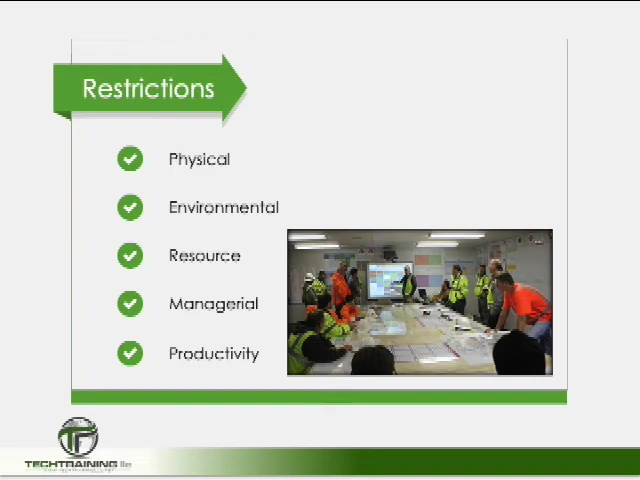 Restrictions
Physical
Environmental
Resource
Managerial
Productivity
TECHTRAINING llc